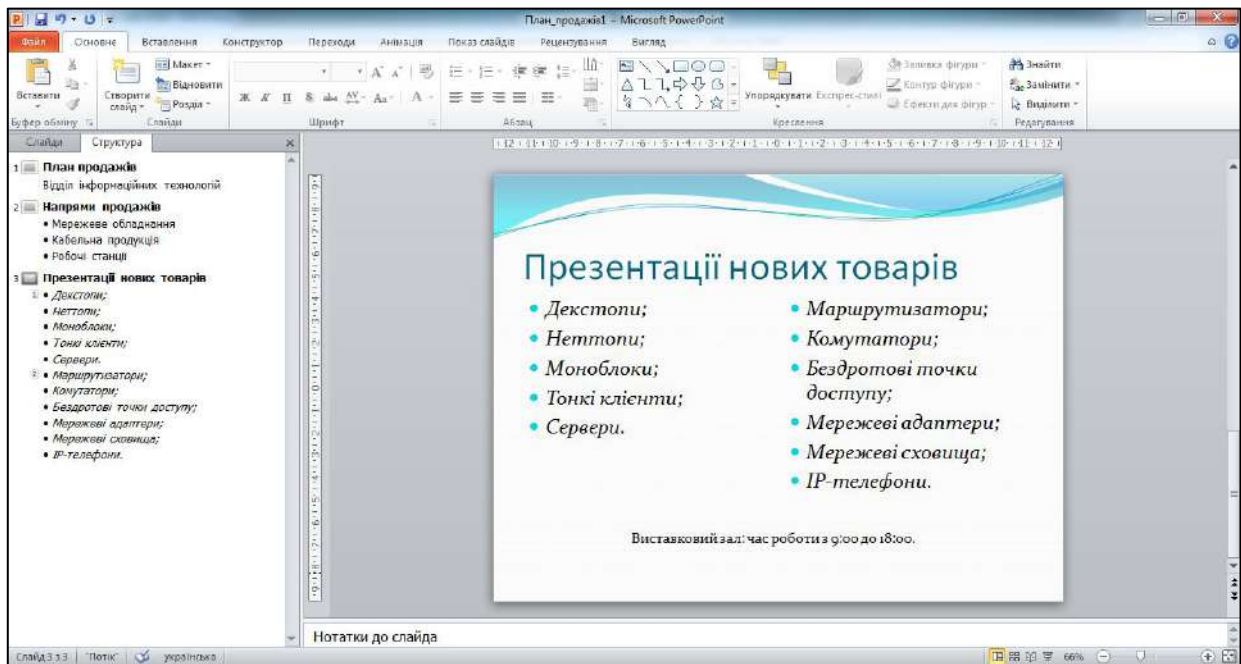 План_продажів1 – Microsoft PowerPoint
Файл Основне Вставлення Конструктор Переходи Анімація Показ слайдів Рецензування Вигляд
Вставити
Створити слайд
Макет
Відновити
Розділ
Ж К П S abc AV Aa А
Упорядкувати Експрес-стилі
Заливка фігури
Контур фігури
Ефекти для фігур
Знайти
Замінити
Виділити
Буфер обміну Слайди Шрифт Абзац Креслення Редагування
Слайди Структура
1 План продажів
Відділ інформаційних технологій
2 Напрями продажів
• Мережеве обладнання
• Кабельна продукція
• Робочі станції
3 Презентації нових товарів
1 • Декстопи;
• Неттопи;
• Моноблоки;
• Тонкі клієнти;
• Сервери.
2 • Маршрутизатори;
• Комутатори;
• Бездротові точки доступу;
• Мережеві адаптери;
• Мережеві сховища;
• IP-телефони.
Презентації нових товарів
• Декстопи;
• Неттопи;
• Моноблоки;
• Тонкі клієнти;
• Сервери.
• Маршрутизатори;
• Комутатори;
• Бездротові точки
доступу;
• Мережеві адаптери;
• Мережеві сховища;
• IP-телефони.
Виставковий зал: час роботи з 9:00 до 18:00.
Нотатки до слайда
Слайд 3 з 3 "Потік" українська 66%